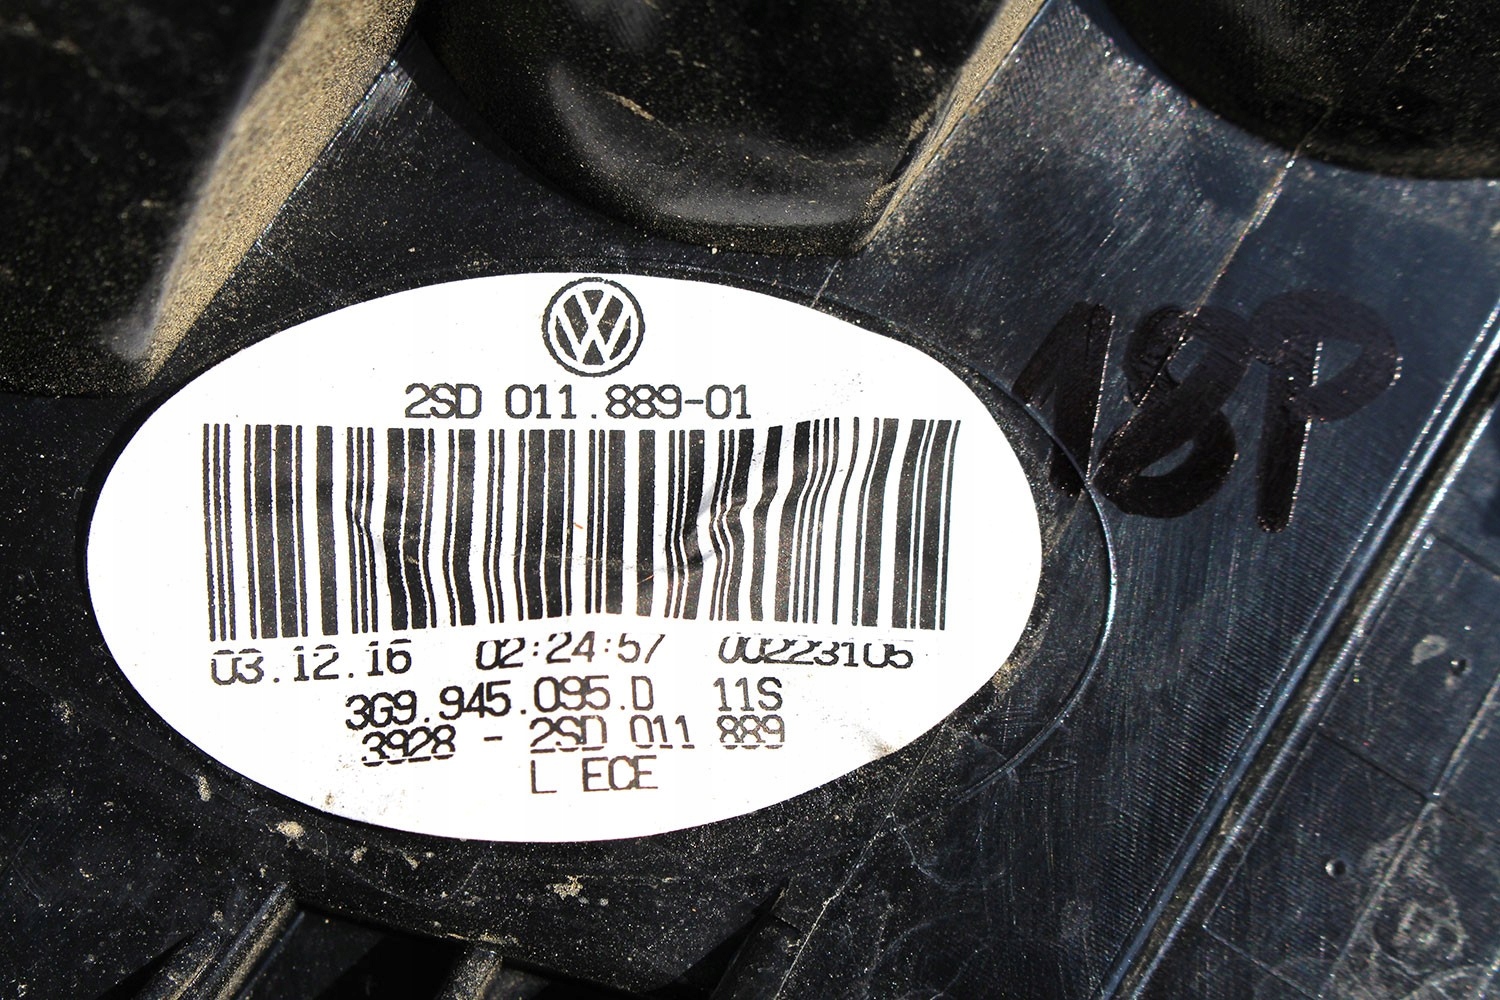 2SD 011.889-01
18P
03.12.16 02:24:57 00223105
3G9.945.095.D 11S
3928 - 2SD 011 889
L ECE